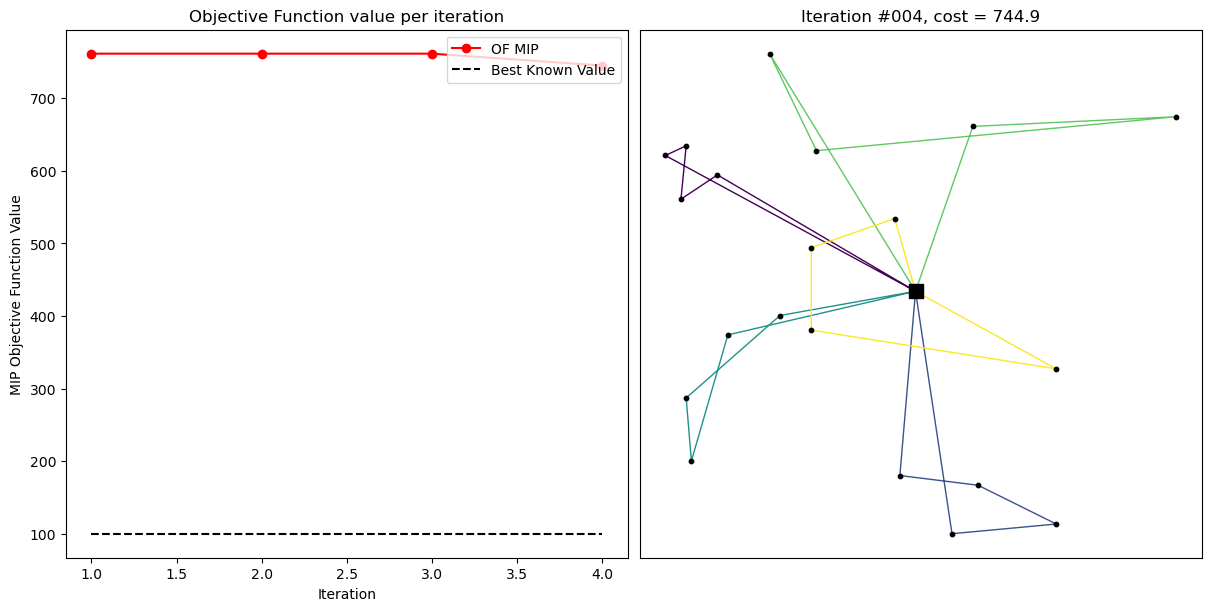 Objective Function value per iteration
OF MIP
Best Known Value
700
600
500
400
300
200
100
MIP Objective Function Value
1.0
1.5
2.0
2.5
3.0
3.5
4.0
Iteration
Iteration #004, cost = 744.9